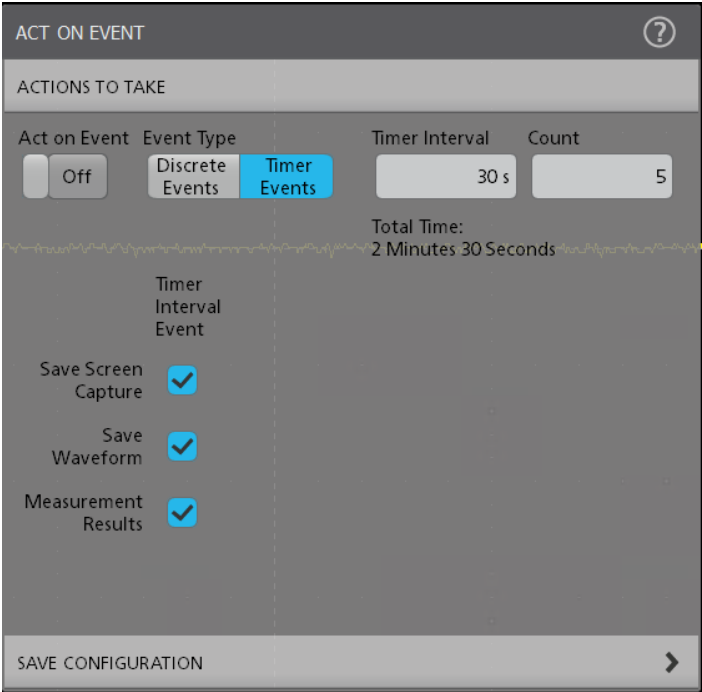 ACT ON EVENT
?
ACTIONS TO TAKE
Act on Event Event Type Timer Interval Count
Off
Discrete
Events
Timer
Events
30 s
5
Total Time:
2 Minutes 30 Seconds
Timer
Interval
Event
Save Screen
Capture
Save
Waveform
Measurement
Results
SAVE CONFIGURATION